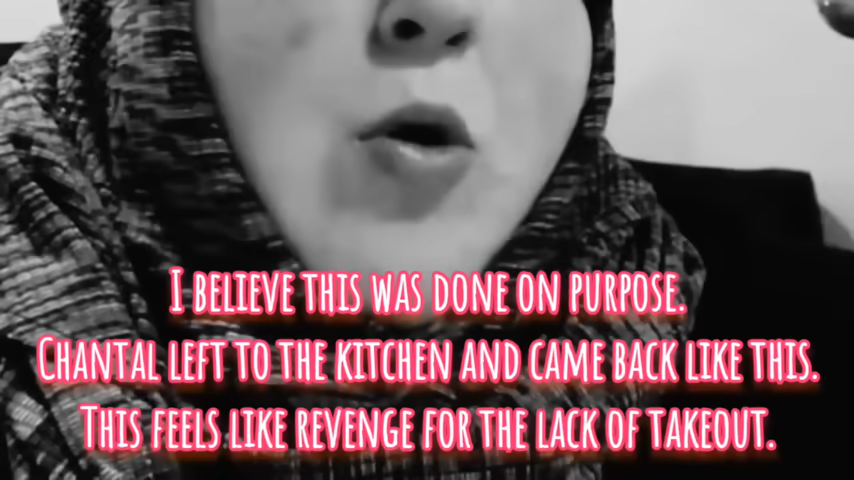 I BELIEVE THIS WAS DONE ON PURPOSE.
CHANTAL LEFT TO THE KITCHEN AND CAME BACK LIKE THIS.
THIS FEELS LIKE REVENGE FOR THE LACK OF TAKEOUT.